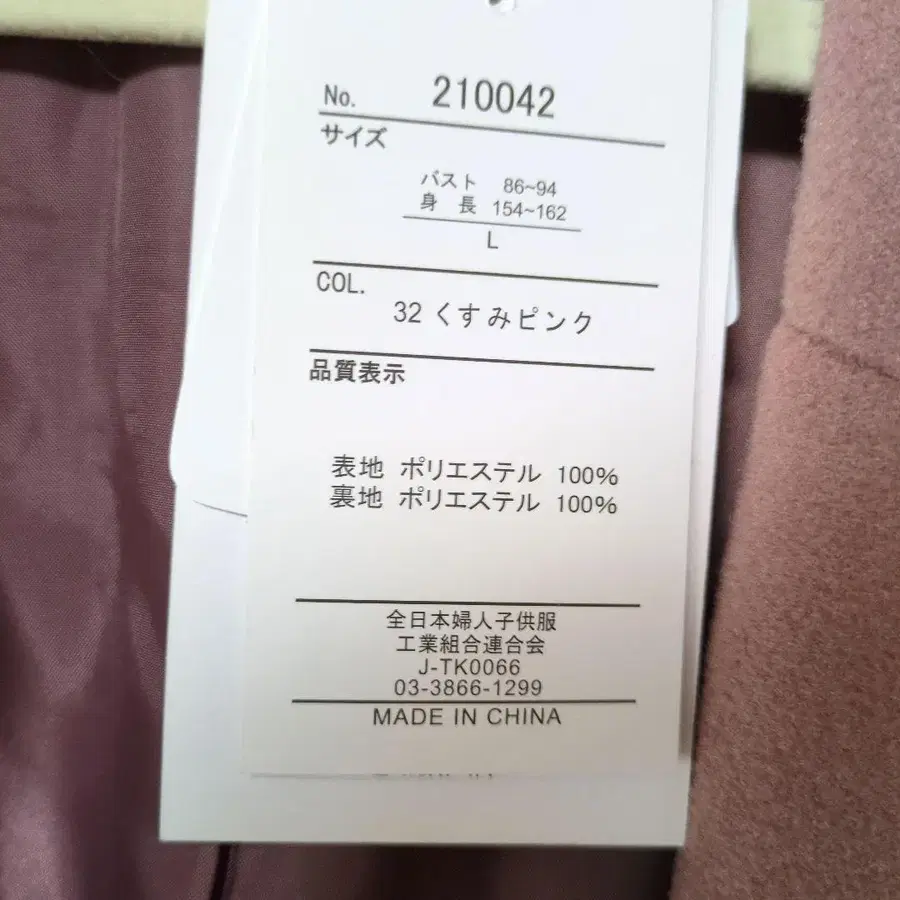 No. 210042
サイズ
バスト 86~94
身 長 154~162
L
COL.
32 くすみピンク
品質表示
表地 ポリエステル 100%
裏地 ポリエステル 100%
全日本婦人子供服
工業組合連合会
J-TK0066
03-3866-1299
MADE IN CHINA